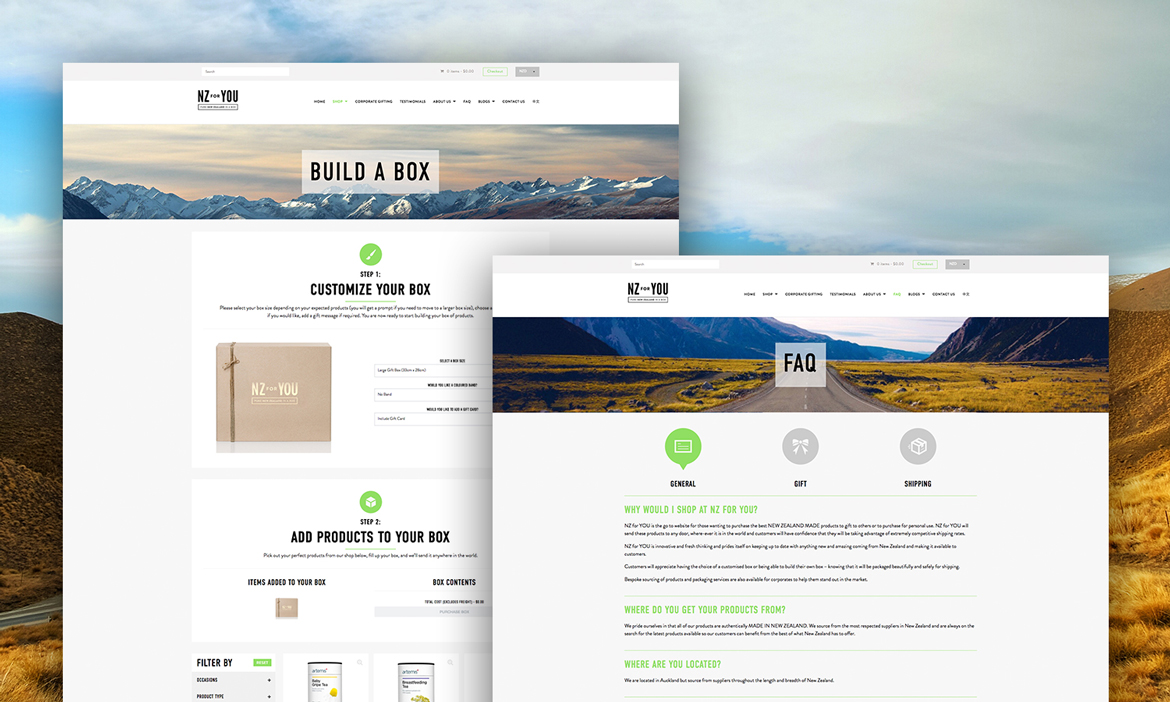 Search
0 items - $0.00
Checkout
NZD
NZ FOR YOU
HOME SHOP CORPORATE GIFTING TESTIMONIALS ABOUT US FAQ BLOGS CONTACT US
BUILD A BOX
STEP 1:
CUSTOMIZE YOUR BOX
Please select your box size depending on your expected products (you will get a prompt if you need to move to a larger box size), choose
if you would like, add a gift message if required. You are now ready to start building your box of products.
NZ FOR YOU
SELECT A BOX SIZE
Large Gift Box (30cm x 28cm)
WOULD YOU LIKE A COLOURED BAND?
No Band
WOULD YOU LIKE TO ADD A GIFT CARD?
Include Gift Card
STEP 2:
ADD PRODUCTS TO YOUR BOX
Pick out your perfect products from our shop below, fill up your box, and we'll send it anywhere in the world.
ITEMS ADDED TO YOUR BOX
BOX CONTENTS
TOTAL COST (EXCLUDING FREIGHT) - $0.00
PURCHASE BOX
FILTER BY
OCCASIONS +
PRODUCT TYPE +
artemis
Baby
Gripe Tea
artemis
Breastfeeding
Tea
Search
0 items - $0.00
Checkout
NZD
NZ FOR YOU
HOME SHOP CORPORATE GIFTING TESTIMONIALS ABOUT US FAQ BLOGS CONTACT US
FAQ
GENERAL
GIFT
SHIPPING
WHY WOULD I SHOP AT NZ FOR YOU?
NZ for YOU is the go to website for those wanting to purchase the best NEW ZEALAND MADE products to gift to others or to purchase for personal use. NZ for YOU will
send these products to any door, where-ever it is in the world and customers will have confidence that they will be taking advantage of extremely competitive shipping rates.
NZ for YOU is innovative and fresh thinking and prides itself on keeping up to date with anything new and amazing coming from New Zealand and making it available to
customers.
Customers will appreciate having the choice of a customised box or being able to build their own box – knowing that it will be packaged beautifully and safely for shipping.
Bespoke sourcing of products and packaging services are also available for corporates to help them stand out in the market.
WHERE DO YOU GET YOUR PRODUCTS FROM?
We pride ourselves in that all of our products are authentically MADE IN NEW ZEALAND. We source from the most respected suppliers in New Zealand and are always on the
search for the latest products available so our customers can benefit from the best of what New Zealand has to offer.
WHERE ARE YOU LOCATED?
We are located in Auckland but source from suppliers throughout the length and breadth of New Zealand.